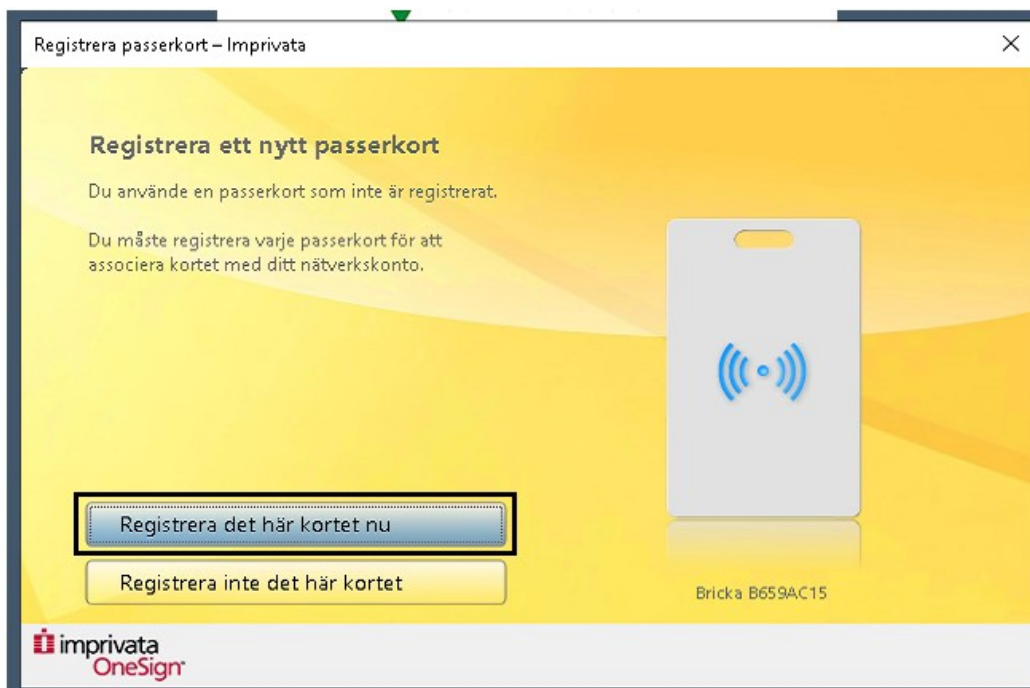 Registrera passerkort – Imprivata
Registrera ett nytt passerkort
Du använde en passerkort som inte är registrerat.
Du måste registrera varje passerkort för att
associera kortet med ditt nätverkskonto.
Registrera det här kortet nu
Registrera inte det här kortet
Bricka B659AC15
imprivata
OneSign